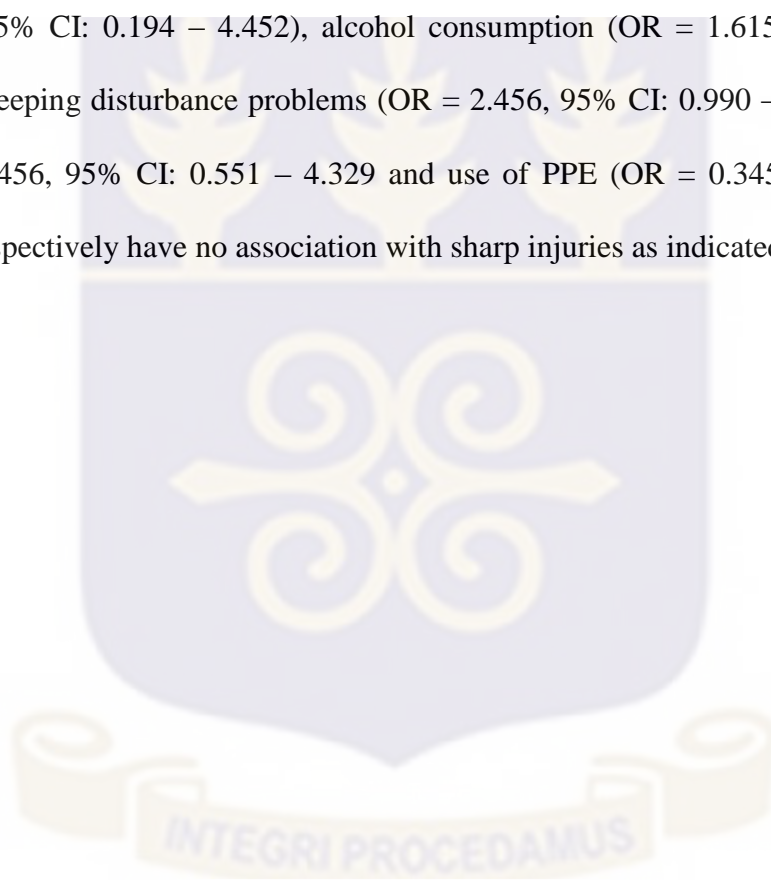 5% CI: 0.194 – 4.452), alcohol consumption (OR = 1.615
eeping disturbance problems (OR = 2.456, 95% CI: 0.990 –
456, 95% CI: 0.551 – 4.329 and use of PPE (OR = 0.345
spectively have no association with sharp injuries as indicated
INTEGRI PROCEDAMUS